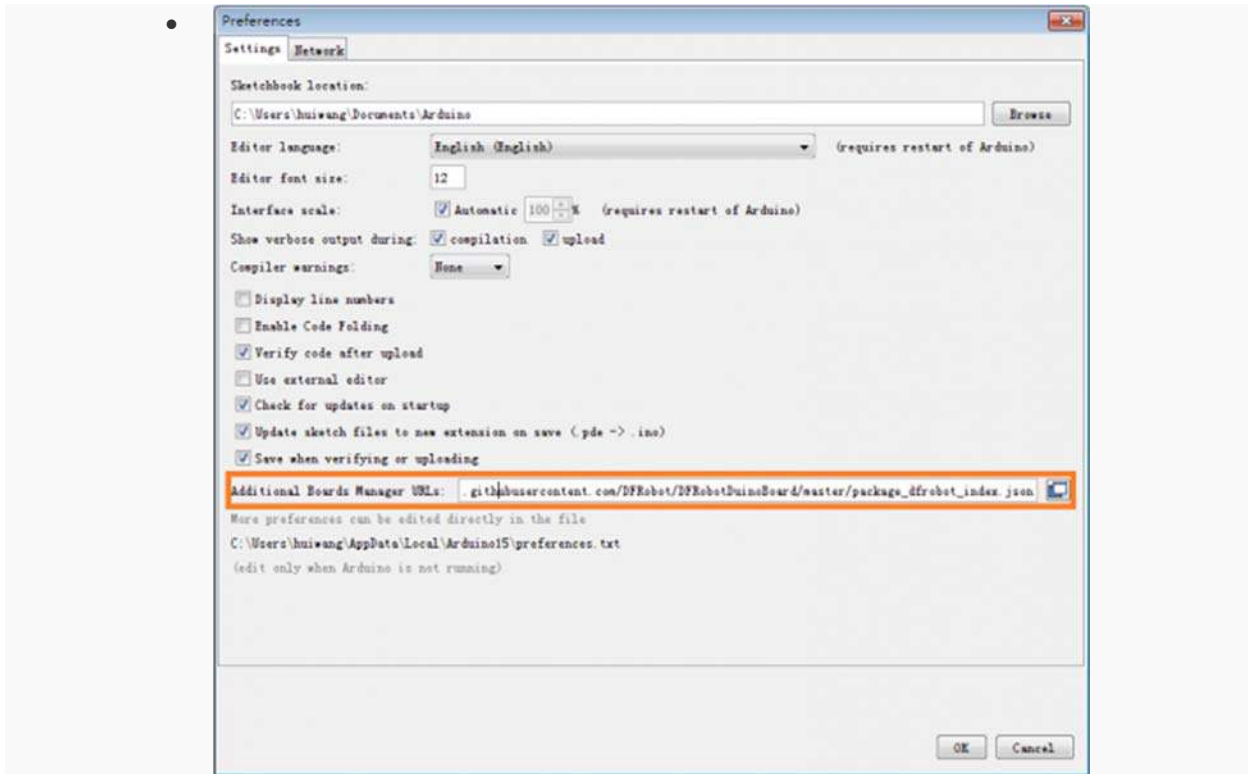 Preferences
Settings Network
Sketchbook location:
C:\Users\huiwang\Documents\Arduino Browse
Editor language: English (English) (requires restart of Arduino)
Editor font size: 12
Interface scale: Automatic 100 % (requires restart of Arduino)
Show verbose output during: compilation upload
Compiler warnings: None
Display line numbers
Enable Code Folding
Verify code after upload
Use external editor
Check for updates on startup
Update sketch files to new extension on save (.pde -> .ino)
Save when verifying or uploading
Additional Boards Manager URLs: .githubusercontent.com/DFRobot/DFRobotDuinoBoard/master/package_dfrobot_index.json
More preferences can be edited directly in the file
C:\Users\huiwang\AppData\Local\Arduino15\preferences.txt
(edit only when Arduino is not running)
OK Cancel